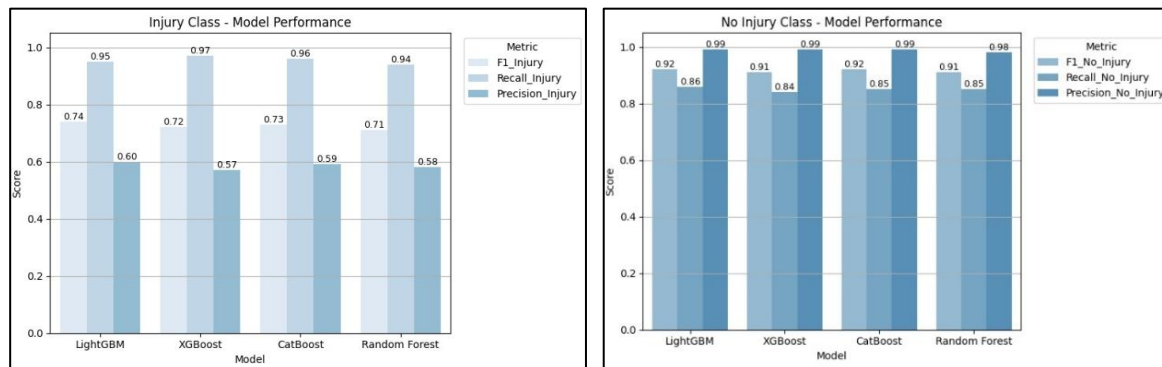 Injury Class - Model Performance
1.0
0.8
0.6
0.4
0.2
0.0
Score
0.74
0.95
0.60
0.72
0.97
0.57
0.73
0.96
0.59
0.71
0.94
0.58
LightGBM
XGBoost
CatBoost
Random Forest
Model
Metric
F1_Injury
Recall_Injury
Precision_Injury
No Injury Class - Model Performance
1.0
0.8
0.6
0.4
0.2
0.0
Score
0.92
0.86
0.99
0.91
0.84
0.99
0.92
0.85
0.99
0.91
0.85
0.98
LightGBM
XGBoost
CatBoost
Random Forest
Model
Metric
F1_No_Injury
Recall_No_Injury
Precision_No_Injury